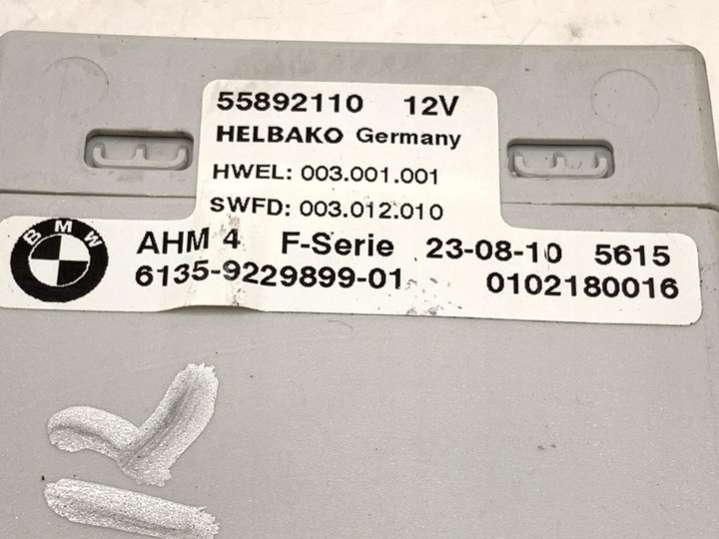 55892110 12V
HELBAKO Germany
HWEL: 003.001.001
SWFD: 003.012.010
BMW
AHM 4 F-Serie 23-08-10 5615
6135-9229899-01 0102180016